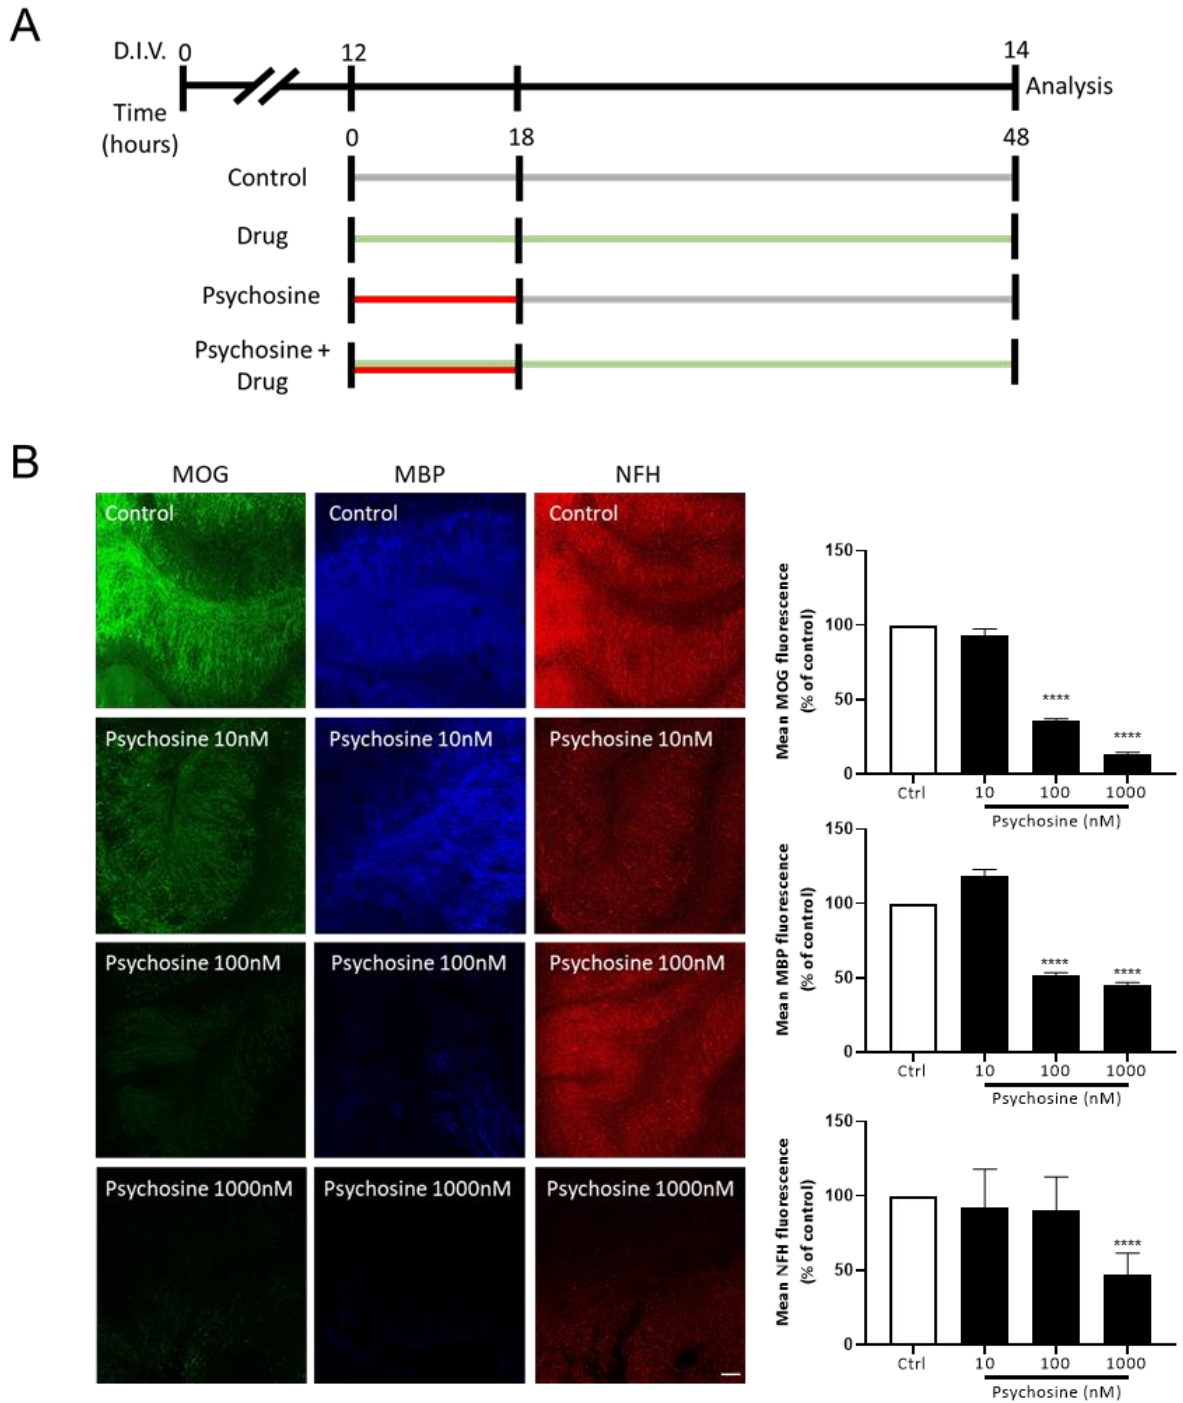 A
D.I.V. 0 12 14
Analysis
Time
(hours)
0 18 48
Control
Drug
Psychosine
Psychosine +
Drug
B
MOG MBP NFH
Control Control Control
Psychosine 10nM Psychosine 10nM Psychosine 10nM
Psychosine 100nM Psychosine 100nM Psychosine 100nM
Psychosine 1000nM Psychosine 1000nM Psychosine 1000nM
Mean MOG fluorescence
(% of control)
150
100
50
0
****
****
Ctrl 10 100 1000
Psychosine (nM)
Mean MBP fluorescence
(% of control)
150
100
50
0
**** ****
Ctrl 10 100 1000
Psychosine (nM)
Mean NFH fluorescence
(% of control)
150
100
50
0
****
Ctrl 10 100 1000
Psychosine (nM)